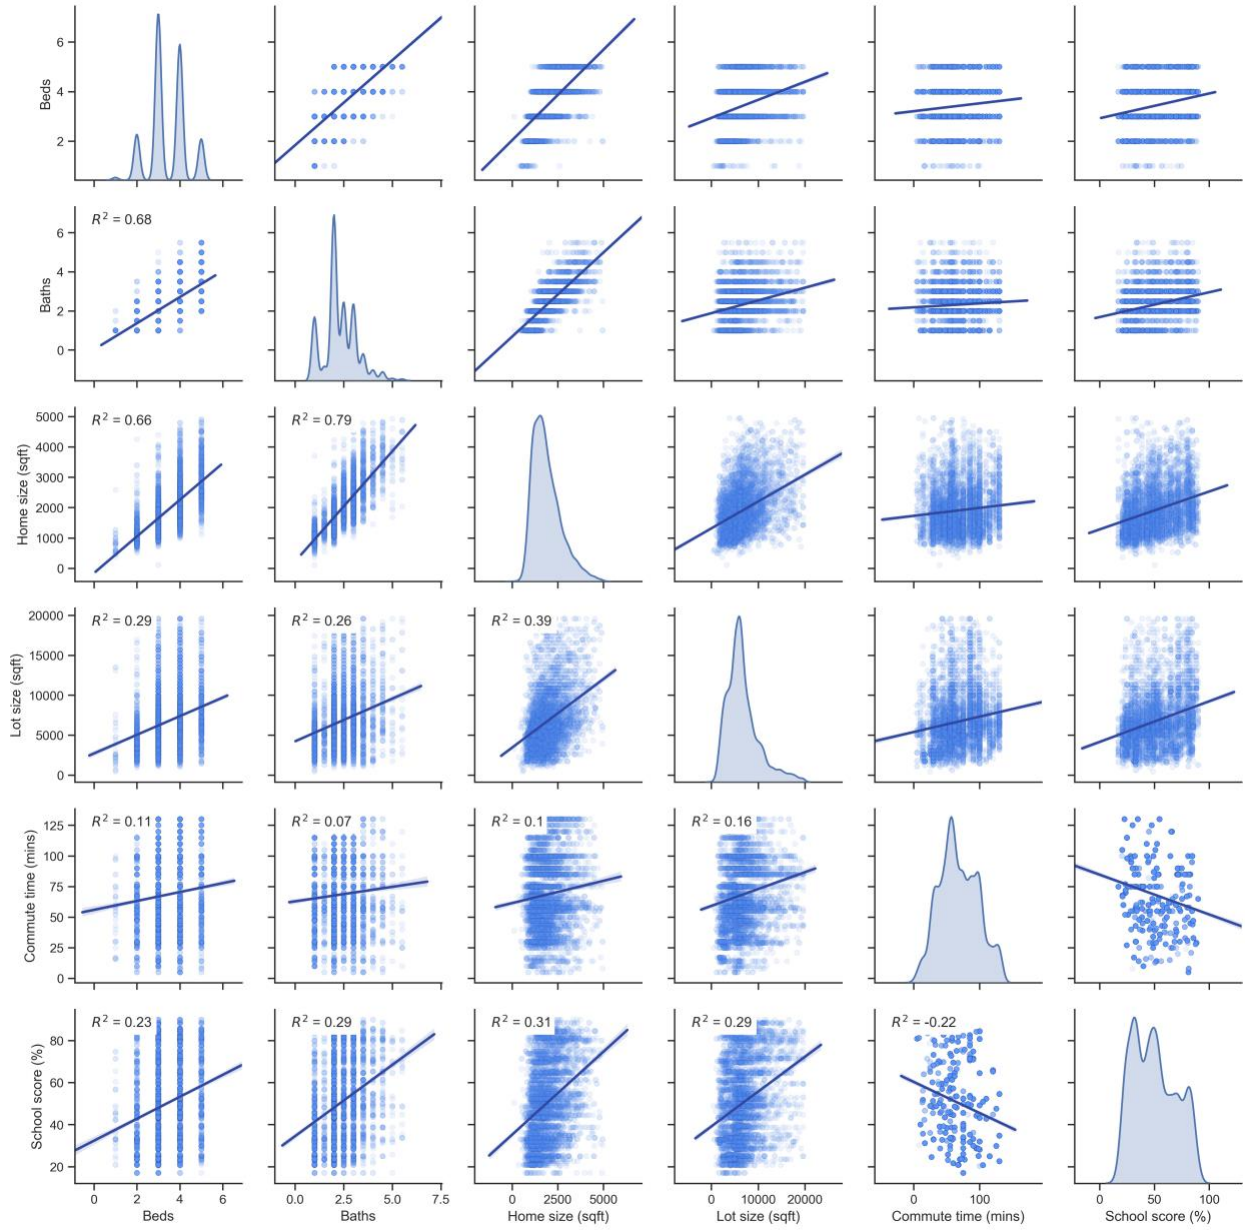 Beds
6
4
2
Baths
6
4
2
0
R² = 0.68
Home size (sqft)
5000
4000
3000
2000
1000
0
R² = 0.66
R² = 0.79
Lot size (sqft)
20000
15000
10000
5000
0
R² = 0.29
R² = 0.26
R² = 0.39
Commute time (mins)
125
100
75
50
25
0
R² = 0.11
R² = 0.07
R² = 0.1
R² = 0.16
School score (%)
80
60
40
20
R² = 0.23
R² = 0.29
R² = 0.31
R² = 0.29
R² = -0.22
0 2 4 6
0.0 2.5 5.0 7.5
0 2500 5000
0 10000 20000
0 100
0 50 100
Beds
Baths
Home size (sqft)
Lot size (sqft)
Commute time (mins)
School score (%)